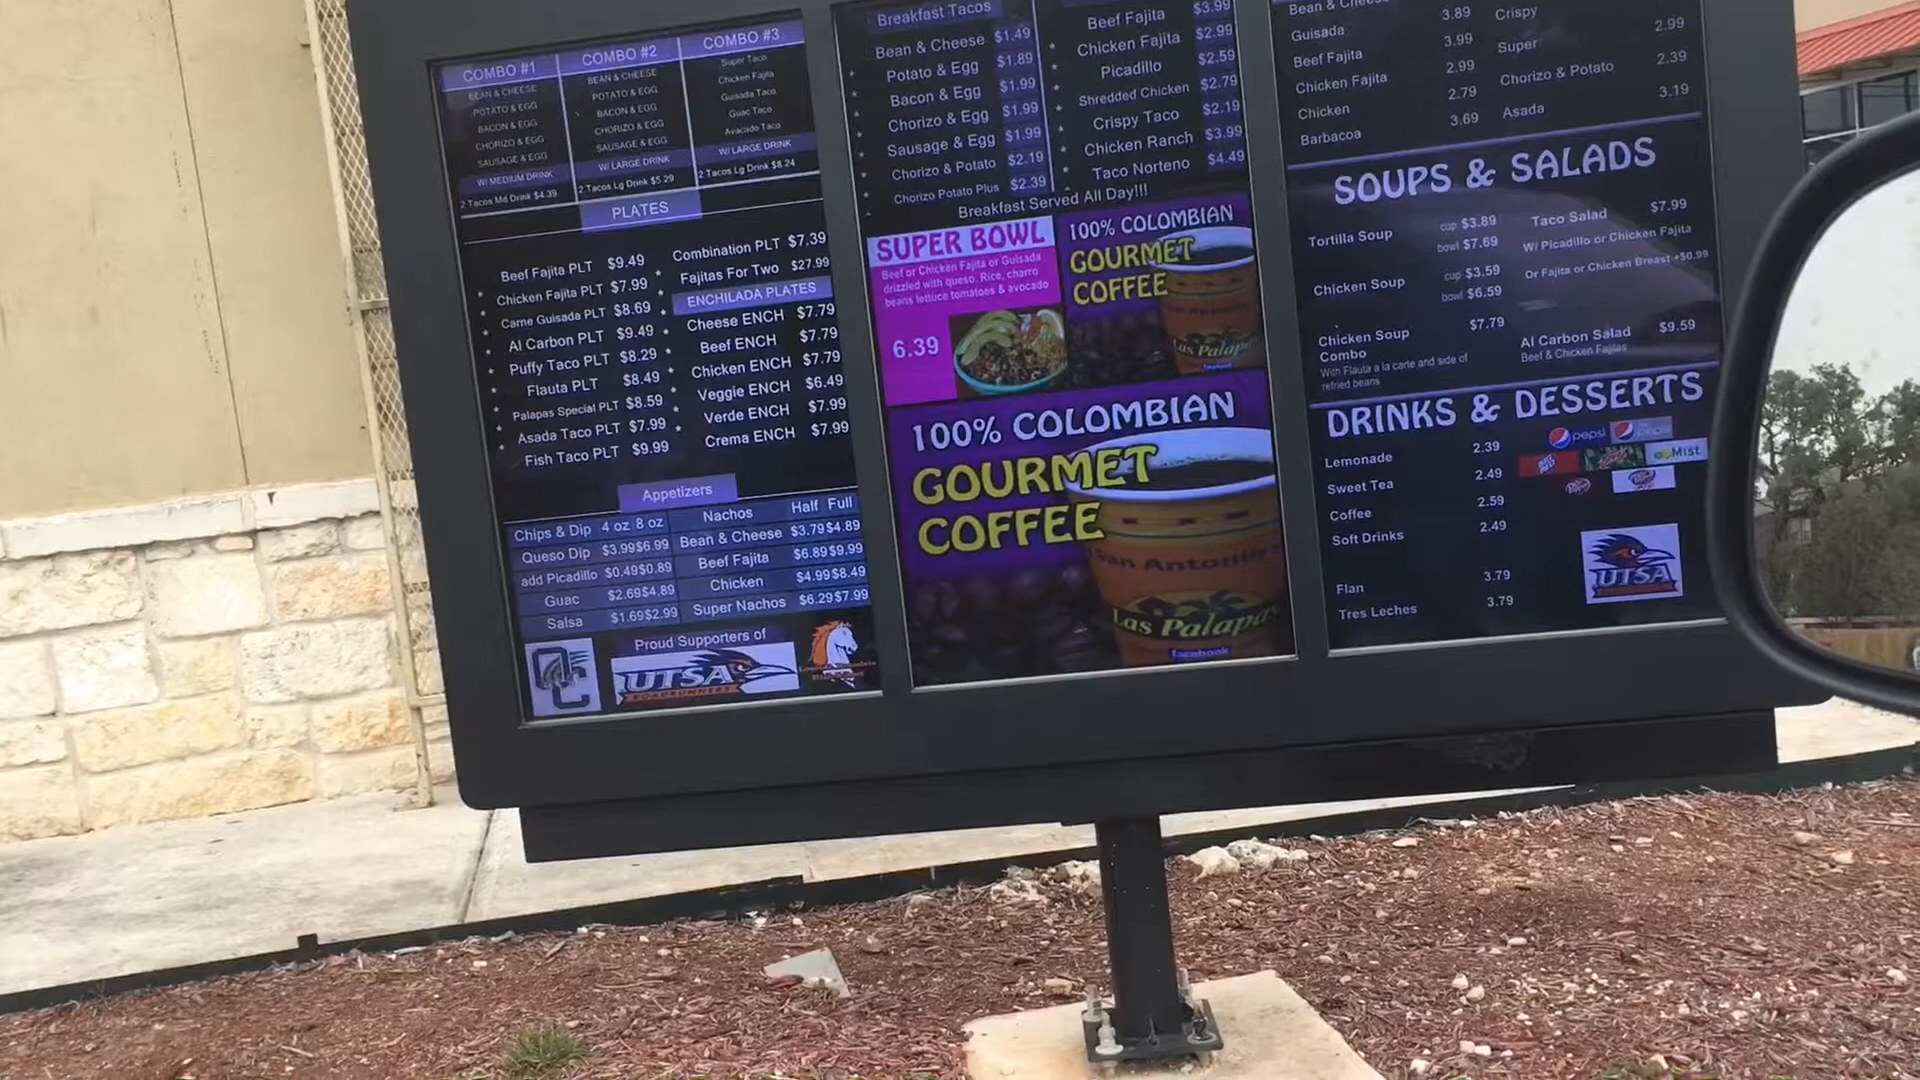 COMBO #1
BEAN & CHEESE
POTATO & EGG
BACON & EGG
CHORIZO & EGG
SAUSAGE & EGG
W/ MEDIUM DRINK
2 Tacos Md Drink $4.39
COMBO #2
BEAN & CHEESE
POTATO & EGG
BACON & EGG
CHORIZO & EGG
SAUSAGE & EGG
W/ LARGE DRINK
2 Tacos Lg Drink $5.29
COMBO #3
Super Taco
Chicken Fajita
Guisada Taco
Guac Taco
Avacado Taco
W/ LARGE DRINK
2 Tacos Lg Drink $8.24
PLATES
Beef Fajita PLT $9.49
* Chicken Fajita PLT $7.99
* Carne Guisada PLT $8.69
* Al Carbon PLT $9.49
* Puffy Taco PLT $8.29
* Flauta PLT $8.49
* Palapas Special PLT $8.59
* Asada Taco PLT $7.99
* Fish Taco PLT $9.99
Combination PLT $7.39
* Fajitas For Two $27.99
ENCHILADA PLATES
* Cheese ENCH $7.79
* Beef ENCH $7.79
* Chicken ENCH $7.79
* Veggie ENCH $6.49
* Verde ENCH $7.99
* Crema ENCH $7.99
Appetizers
Chips & Dip 4 oz 8 oz
Queso Dip $3.99 $6.99
add Picadillo $0.49 $0.89
Guac $2.69 $4.89
Salsa $1.69 $2.99
Nachos Half Full
Bean & Cheese $3.79 $4.89
Beef Fajita $6.89 $9.99
Chicken $4.99 $8.49
Super Nachos $6.29 $7.99
Proud Supporters of
OC
UTSA
ROADRUNNERS
Breakfast Tacos
Bean & Cheese $1.49
* Potato & Egg $1.89
* Bacon & Egg $1.99
* Chorizo & Egg $1.99
* Sausage & Egg $1.99
* Chorizo & Potato $2.19
* Chorizo Potato Plus $2.39
Beef Fajita $3.99
* Chicken Fajita $2.99
* Picadillo $2.59
* Shredded Chicken $2.79
* Crispy Taco $2.19
* Chicken Ranch $3.99
* Taco Norteno $4.49
Breakfast Served All Day!!!
SUPER BOWL
Beef or Chicken Fajita or Guisada
drizzled with queso. Rice, charro
beans lettuce tomatoes & avocado
6.39
100% COLOMBIAN
GOURMET
COFFEE
Las Palapas
facebook
100% COLOMBIAN
GOURMET
COFFEE
San Antonio's
Las Palapas
facebook
Bean & Cheese
Guisada 3.89
Beef Fajita 3.99
Chicken Fajita 2.99
Chicken 2.79
Barbacoa 3.69
Crispy
Super 2.99
Chorizo & Potato 2.39
Asada 3.19
SOUPS & SALADS
Tortilla Soup cup $3.89
bowl $7.69
Chicken Soup cup $3.59
bowl $6.59
Chicken Soup $7.79
Combo
With Flauta a la carte and side of
refried beans
Taco Salad $7.99
W/ Picadillo or Chicken Fajita
Or Fajita or Chicken Breast +$0.99
Al Carbon Salad $9.59
Beef & Chicken Fajitas
DRINKS & DESSERTS
Lemonade 2.39
Sweet Tea 2.49
Coffee 2.59
Soft Drinks 2.49
Flan 3.79
Tres Leches 3.79
pepsi
pepsi
Mist
UTSA